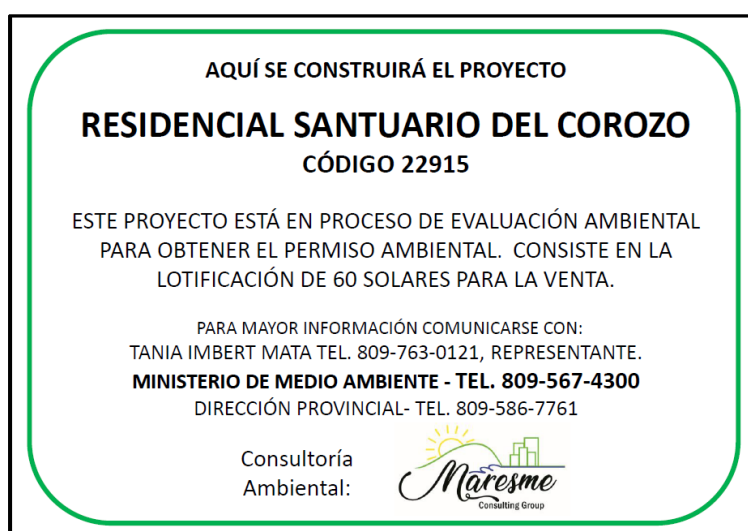 AQUÍ SE CONSTRUIRÁ EL PROYECTO
RESIDENCIAL SANTUARIO DEL COROZO
CÓDIGO 22915
ESTE PROYECTO ESTÁ EN PROCESO DE EVALUACIÓN AMBIENTAL
PARA OBTENER EL PERMISO AMBIENTAL. CONSISTE EN LA
LOTIFICACIÓN DE 60 SOLARES PARA LA VENTA.
PARA MAYOR INFORMACIÓN COMUNICARSE CON:
TANIA IMBERT MATA TEL. 809-763-0121, REPRESENTANTE.
MINISTERIO DE MEDIO AMBIENTE - TEL. 809-567-4300
DIRECCIÓN PROVINCIAL- TEL. 809-586-7761
Consultoría
Ambiental:
Maresme
Consulting Group